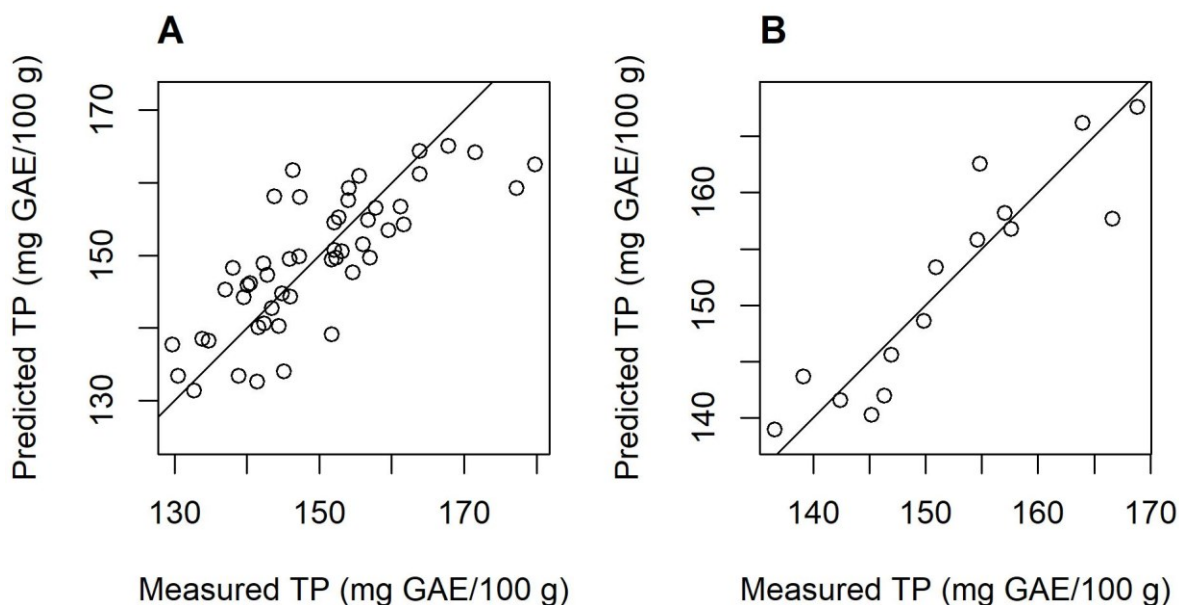 A
Predicted TP (mg GAE/100 g)
170
150
130
130 150 170
Measured TP (mg GAE/100 g)
B
Predicted TP (mg GAE/100 g)
160
150
140
140 150 160 170
Measured TP (mg GAE/100 g)